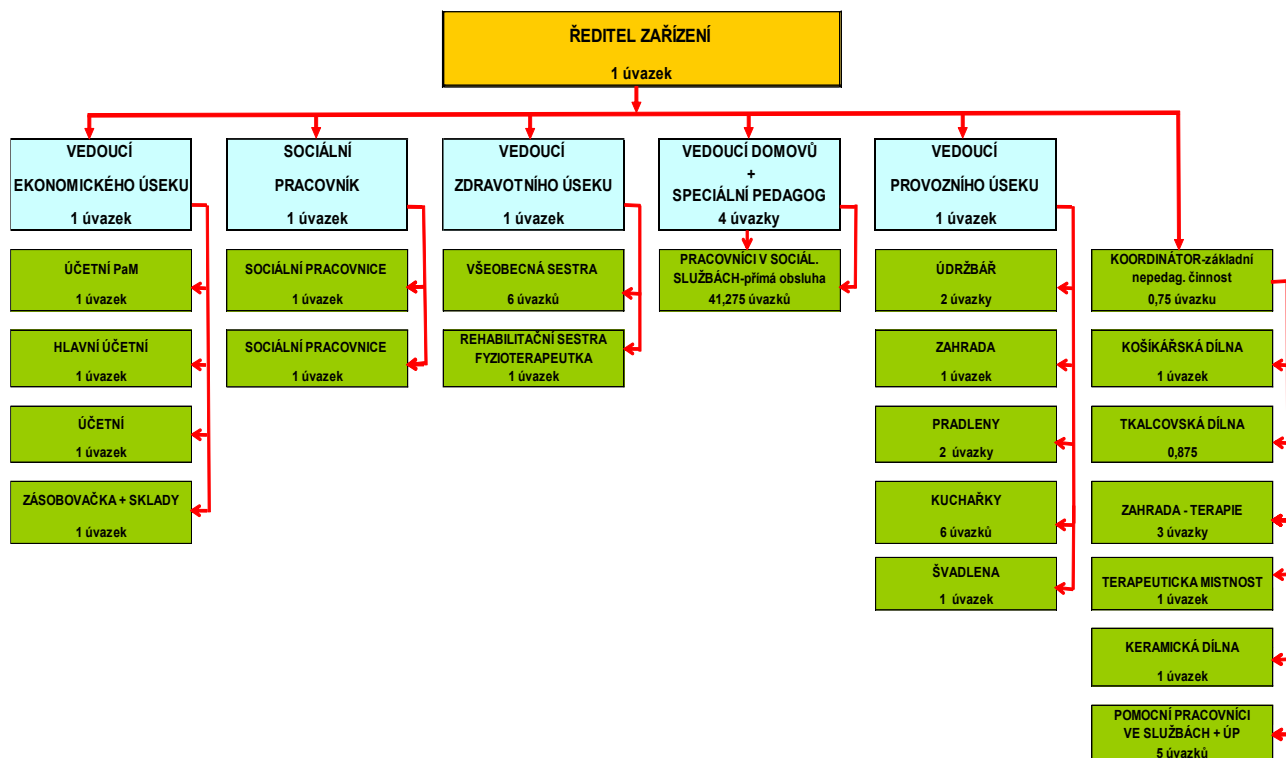 ŘEDITEL ZAŘÍZENÍ
1 úvazek
VEDOUCÍ
EKONOMICKÉHO ÚSEKU
1 úvazek
SOCIÁLNÍ
PRACOVNÍK
1 úvazek
VEDOUCÍ
ZDRAVOTNÍHO ÚSEKU
1 úvazek
VEDOUCÍ DOMOVŮ
+
SPECIÁLNÍ PEDAGOG
4 úvazky
VEDOUCÍ
PROVOZNÍHO ÚSEKU
1 úvazek
ÚČETNÍ PaM
1 úvazek
HLAVNÍ ÚČETNÍ
1 úvazek
ÚČETNÍ
1 úvazek
ZÁSOBOVAČKA + SKLADY
1 úvazek
SOCIÁLNÍ PRACOVNICE
1 úvazek
SOCIÁLNÍ PRACOVNICE
1 úvazek
VŠEOBECNÁ SESTRA
6 úvazků
REHABILITAČNÍ SESTRA
FYZIOTERAPEUTKA
1 úvazek
PRACOVNÍCI V SOCIÁL.
SLUŽBÁCH-přímá obsluha
41,275 úvazků
ÚDRŽBÁŘ
2 úvazky
ZAHRADA
1 úvazek
PRADLENY
2 úvazky
KUCHAŘKY
6 úvazků
ŠVADLENA
1 úvazek
KOORDINÁTOR-základní
nepedag. činnost
0,75 úvazku
KOŠÍKÁŘSKÁ DÍLNA
1 úvazek
TKALCOVSKÁ DÍLNA
0,875
ZAHRADA - TERAPIE
3 úvazky
TERAPEUTICKA MISTNOST
1 úvazek
KERAMICKÁ DÍLNA
1 úvazek
POMOCNÍ PRACOVNÍCI
VE SLUŽBÁCH + ÚP
5 úvazků